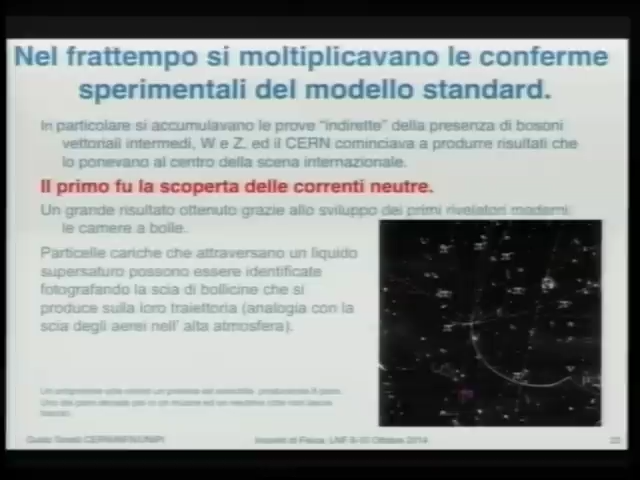 Nel frattempo si moltiplicavano le conferme
sperimentali del modello standard.
In particolare si accumulavano le prove "indirette" della presenza di bosoni
vettoriali intermedi, W e Z, ed il CERN cominciava a produrre risultati che
lo ponevano al centro della scena internazionale.
Il primo fu la scoperta delle correnti neutre.
Un grande risultato ottenuto grazie allo sviluppo dei primi rivelatori moderni:
le camere a bolle.
Particelle cariche che attraversano un liquido
supersaturo possono essere identificate
fotografando la scia di bollicine che si
produce sulla loro traiettoria (analogia con la
scia degli aerei nell' alta atmosfera).
Guido Tonelli CERN/INFN/UNIPI
Incontri di Fisica, LNF 8-10 Ottobre 2014